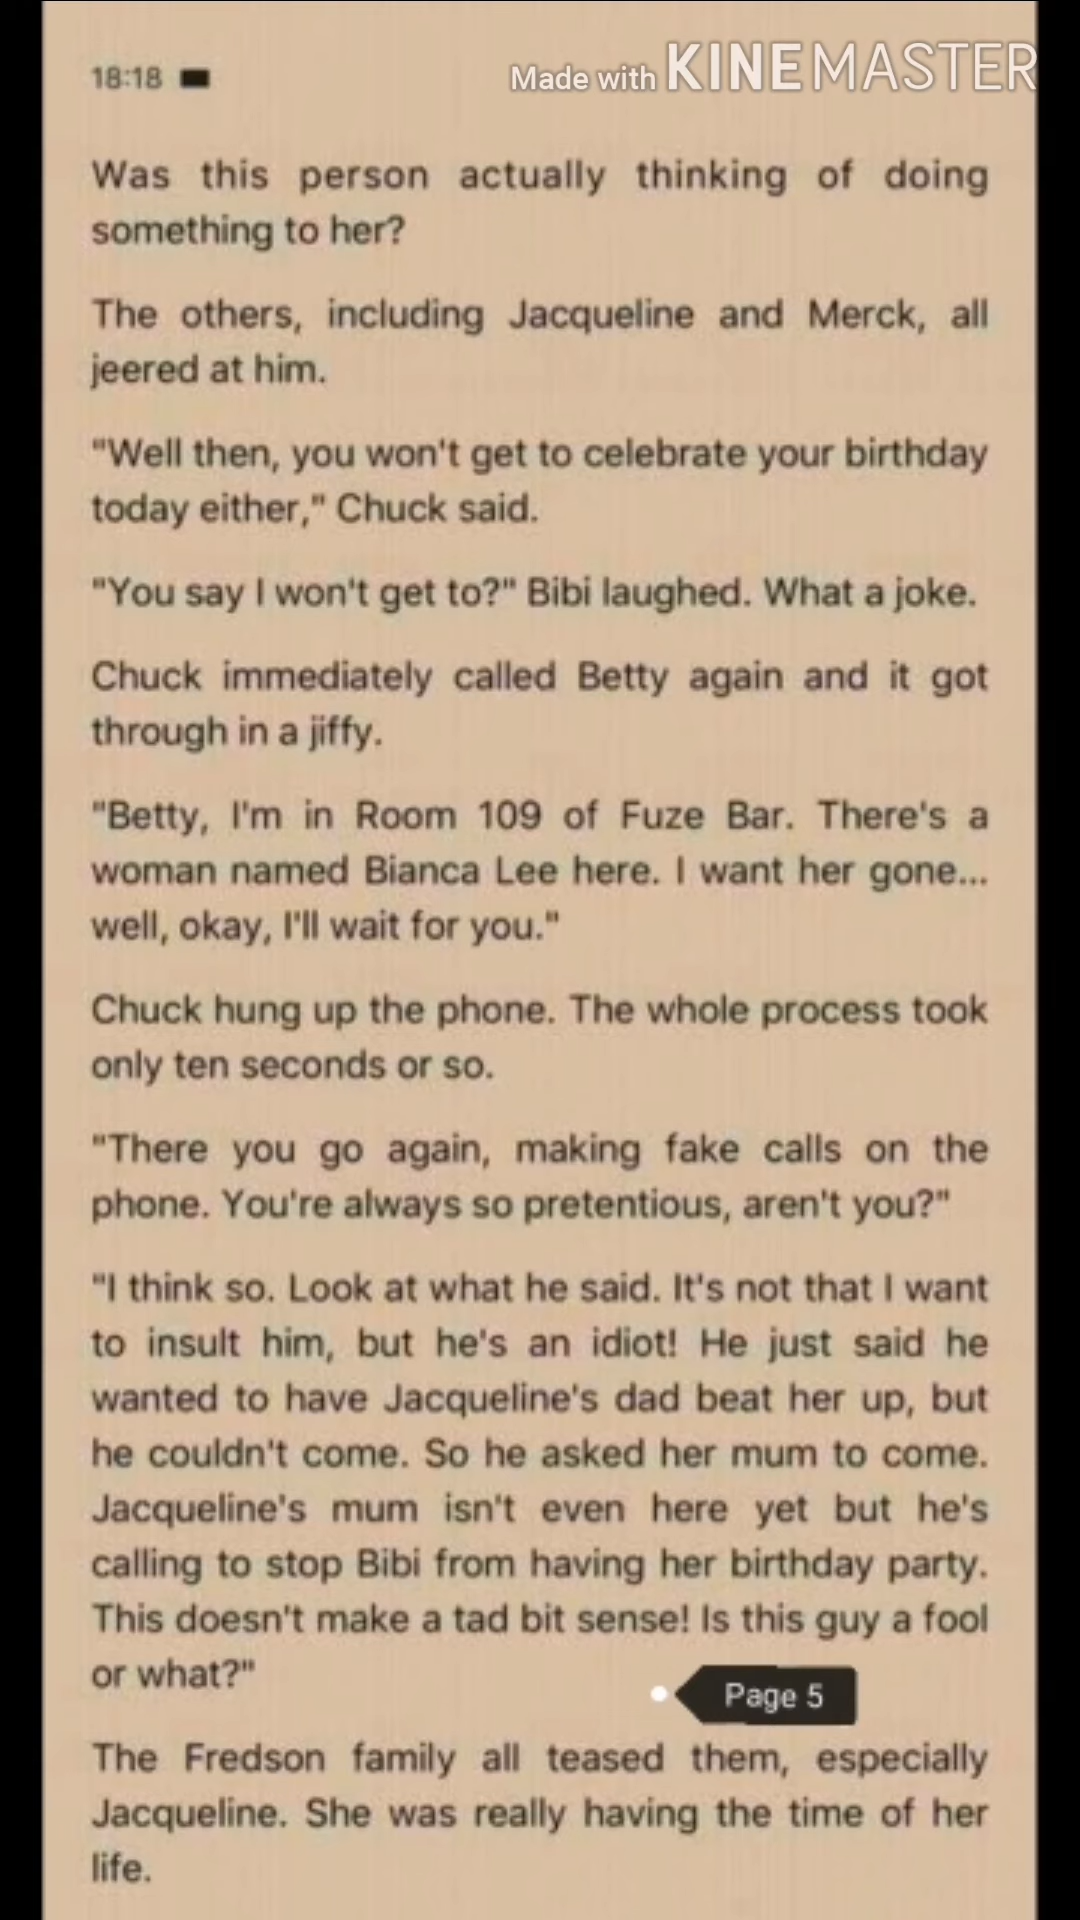 18:18
Made with KINEMASTER
Was this person actually thinking of doing
something to her?
The others, including Jacqueline and Merck, all
jeered at him.
"Well then, you won't get to celebrate your birthday
today either," Chuck said.
"You say I won't get to?" Bibi laughed. What a joke.
Chuck immediately called Betty again and it got
through in a jiffy.
"Betty, I'm in Room 109 of Fuze Bar. There's a
woman named Bianca Lee here. I want her gone...
well, okay, I'll wait for you."
Chuck hung up the phone. The whole process took
only ten seconds or so.
"There you go again, making fake calls on the
phone. You're always so pretentious, aren't you?"
"I think so. Look at what he said. It's not that I want
to insult him, but he's an idiot! He just said he
wanted to have Jacqueline's dad beat her up, but
he couldn't come. So he asked her mum to come.
Jacqueline's mum isn't even here yet but he's
calling to stop Bibi from having her birthday party.
This doesn't make a tad bit sense! Is this guy a fool
or what?"
Page 5
The Fredson family all teased them, especially
Jacqueline. She was really having the time of her
life.